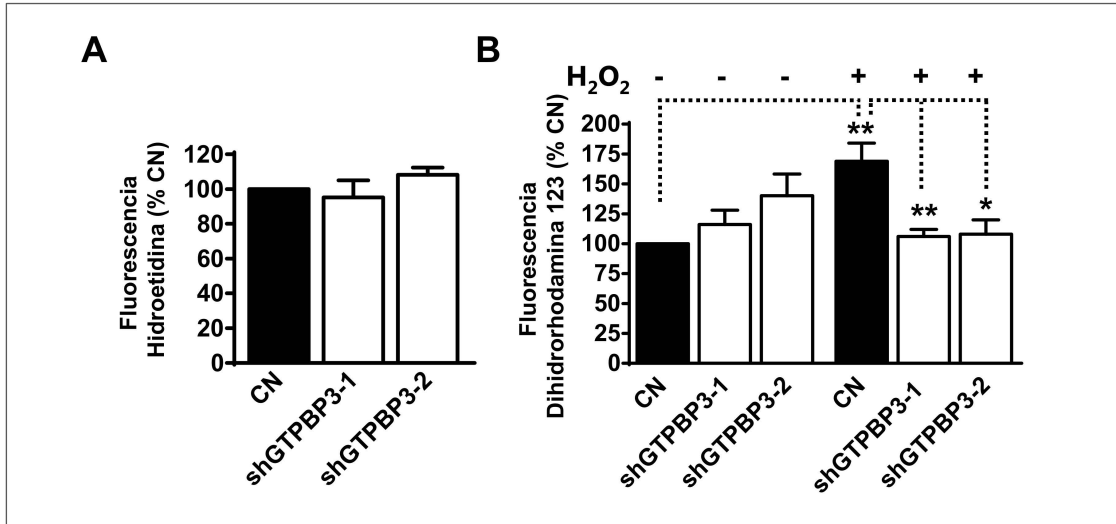 A
Fluorescencia
Hidroetidina (% CN)
120
100
80
60
40
20
0
CN
shGTPBP3-1
shGTPBP3-2
B
H₂O₂ - - - + + +
Fluorescencia
Dihidrorhodamina 123 (% CN)
200
175
150
125
100
75
50
25
0
**
**
*
CN
shGTPBP3-1
shGTPBP3-2
CN
shGTPBP3-1
shGTPBP3-2